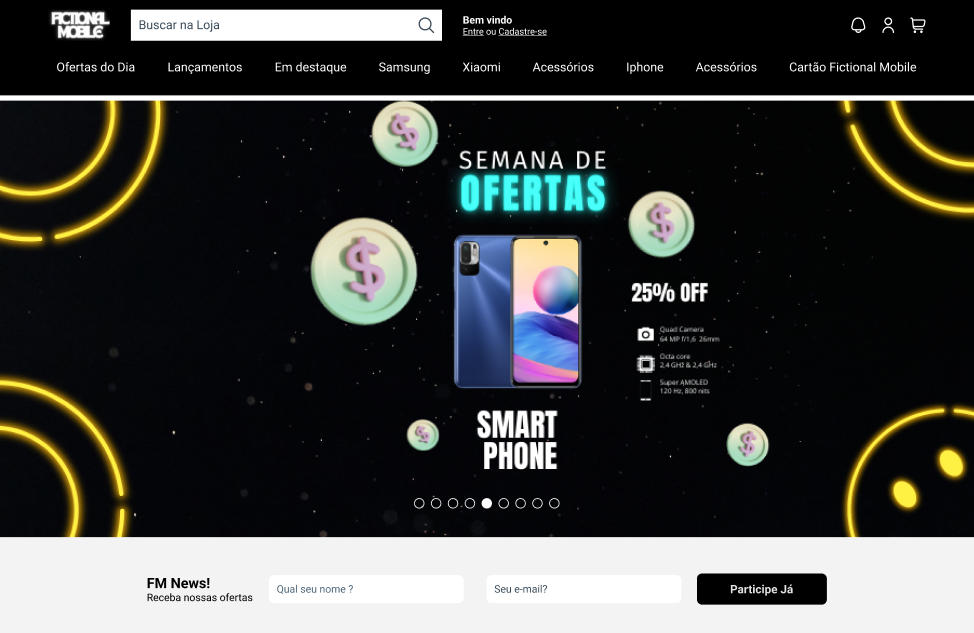 FICTIONAL
MOBILE
Buscar na Loja
Bem vindo
Entre ou Cadastre-se
Ofertas do Dia
Lançamentos
Em destaque
Samsung
Xiaomi
Acessórios
Iphone
Acessórios
Cartão Fictional Mobile
SEMANA DE
OFERTAS
25% OFF
Quad Camera
64 MP f/1,6 26mm
Octa core
2,4 GHz & 2,4 GHz
Super AMOLED
120 Hz, 800 nits
SMART
PHONE
FM News!
Receba nossas ofertas
Qual seu nome ?
Seu e-mail?
Participe Já